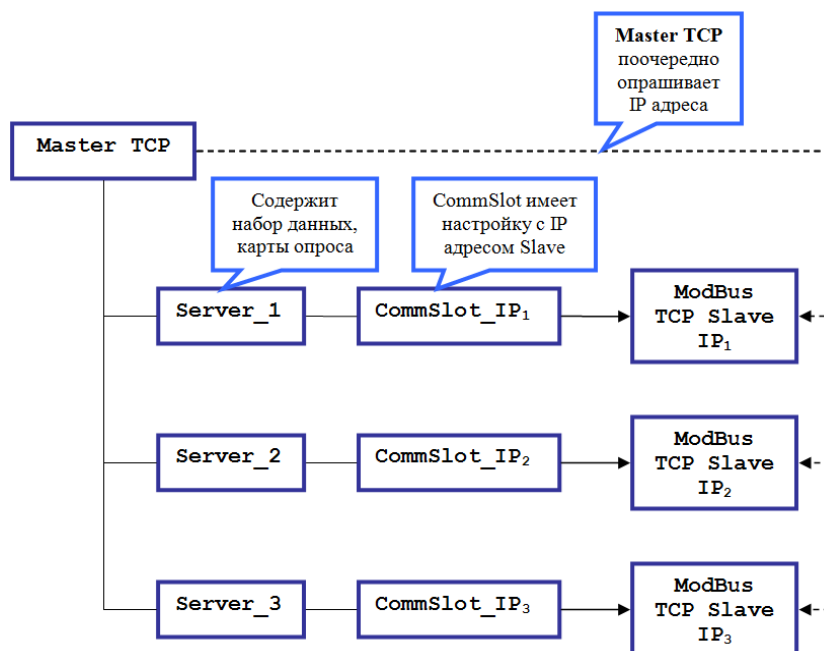 Master TCP
поочередно
опрашивает
IP адреса
Master TCP
Содержит
набор данных,
карты опроса
CommSlot имеет
настройку с IP
адресом Slave
Server_1
CommSlot_IP₁
ModBus
TCP Slave
IP₁
Server_2
CommSlot_IP₂
ModBus
TCP Slave
IP₂
Server_3
CommSlot_IP₃
ModBus
TCP Slave
IP₃